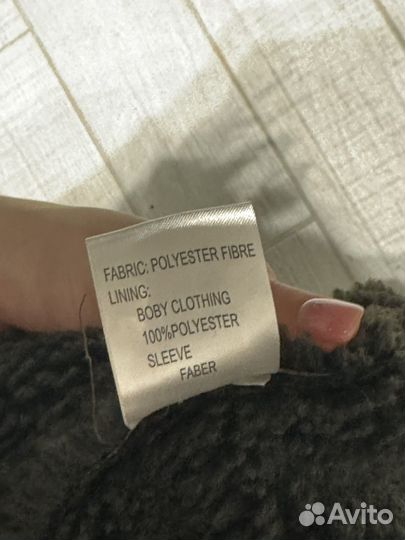 FABRIC: POLYESTER FIBRE
LINING:
BOBY CLOTHING
100%POLYESTER
SLEEVE
FABER
Avito